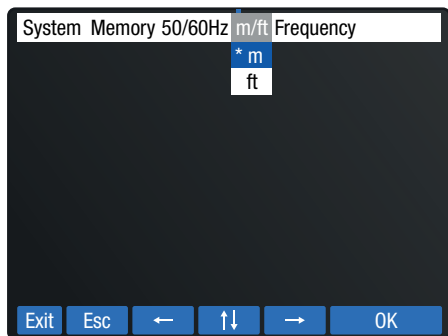 System Memory 50/60Hz m/ft Frequency
* m
ft
Exit Esc ← ↑↓ → OK